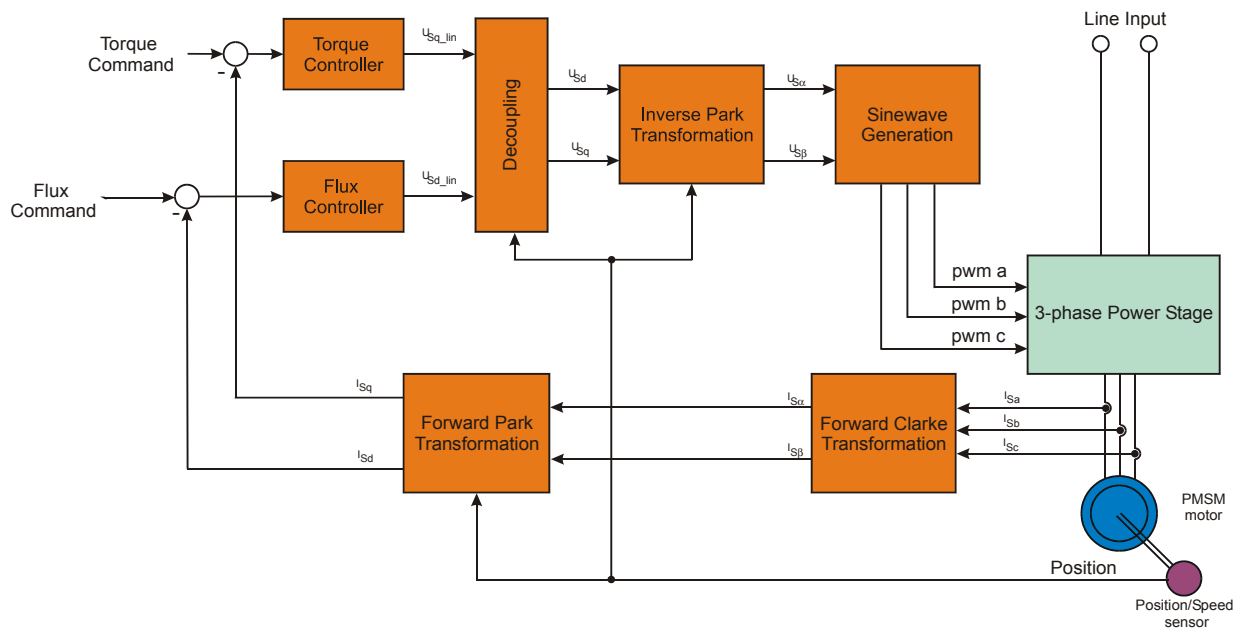 Line Input
Torque
Command
-
Torque
Controller
uSq_lin
Decoupling
uSd
uSq
Inverse Park
Transformation
uSα
uSβ
Sinewave
Generation
Flux
Command
-
Flux
Controller
uSd_lin
pwm a
pwm b
pwm c
3-phase Power Stage
ISq
ISd
Forward Park
Transformation
ISα
ISβ
Forward Clarke
Transformation
ISa
ISb
ISc
PMSM
motor
Position
Position/Speed
sensor